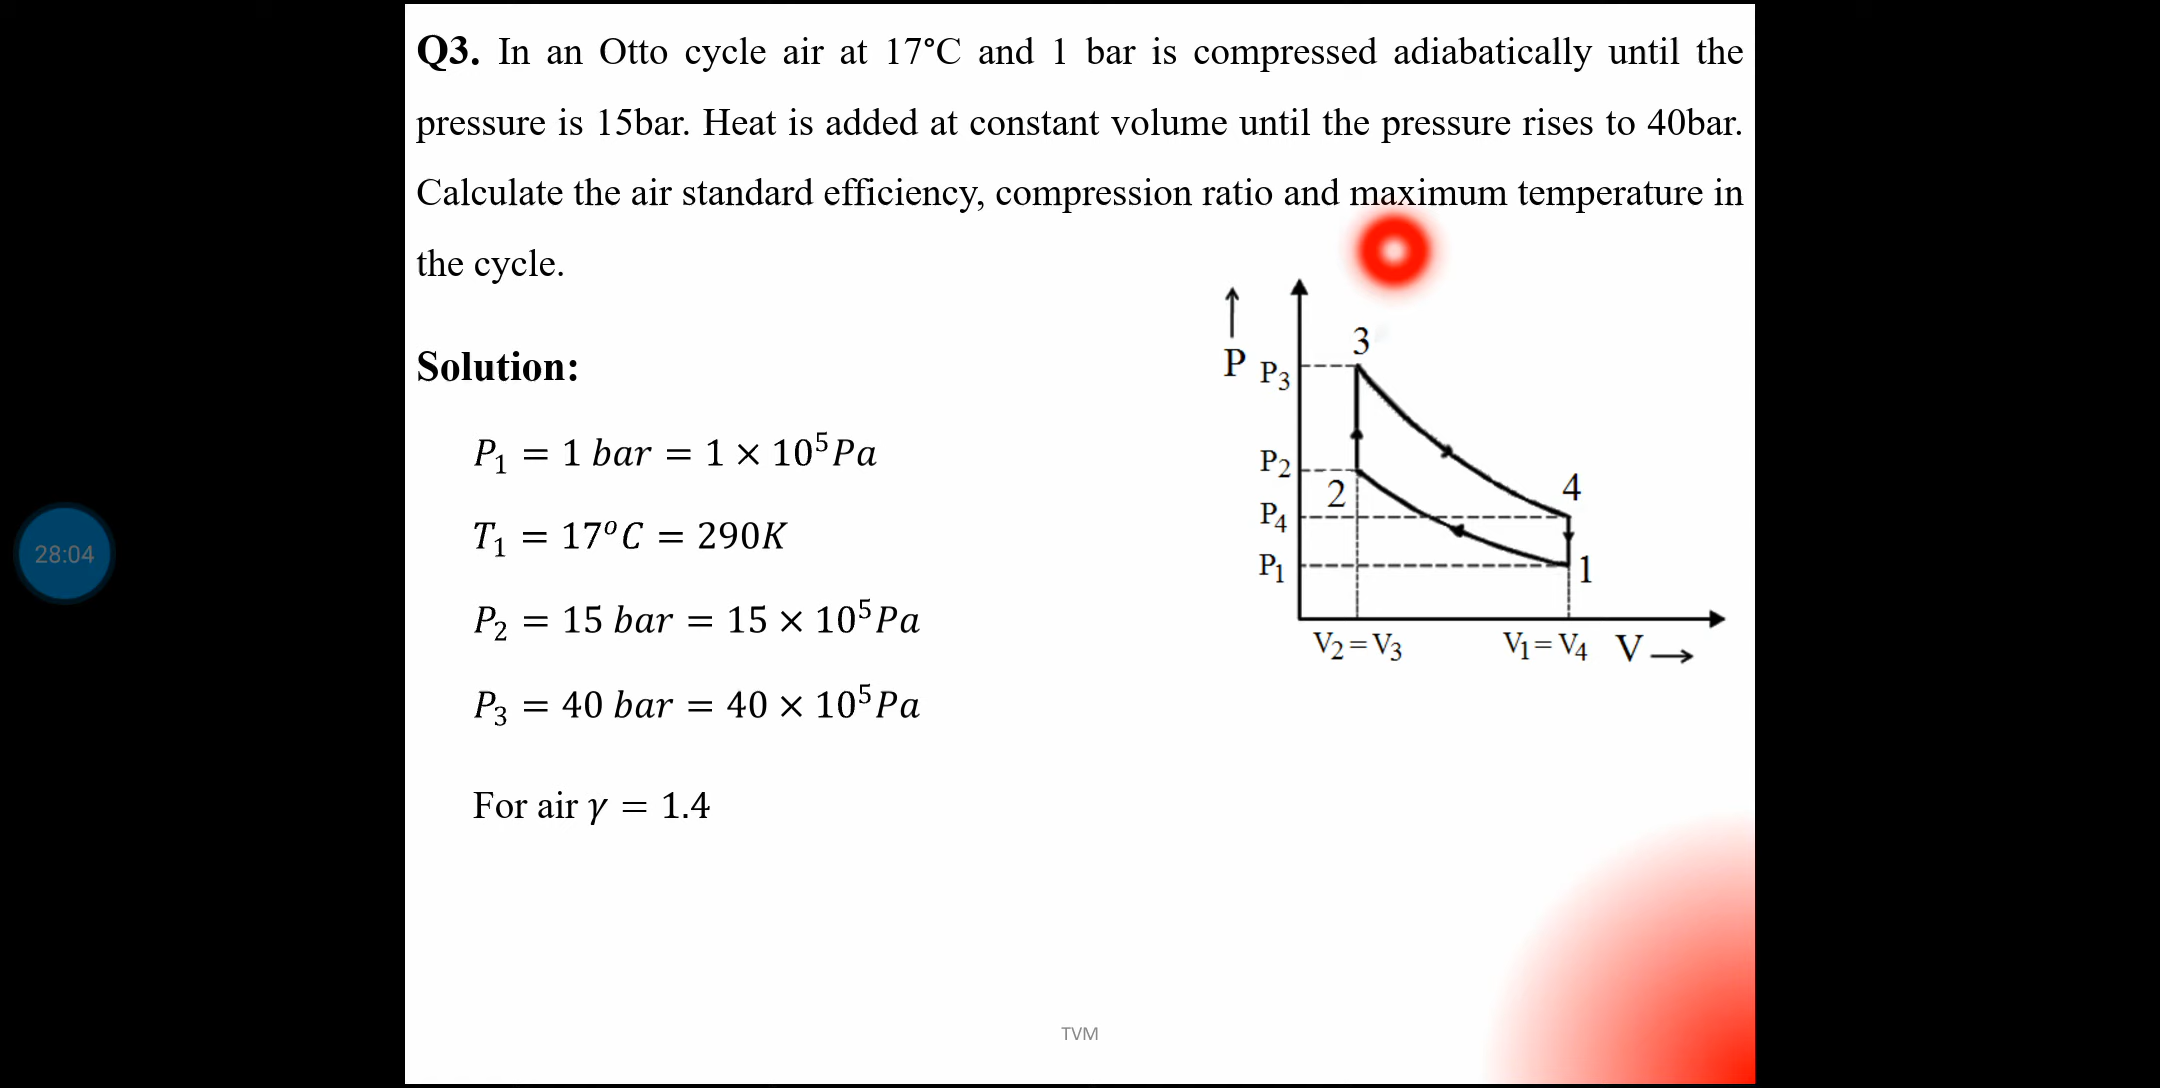 Q3. In an Otto cycle air at 17°C and 1 bar is compressed adiabatically until the
pressure is 15bar. Heat is added at constant volume until the pressure rises to 40bar.
Calculate the air standard efficiency, compression ratio and maximum temperature in
the cycle.
Solution:
P₁ = 1 bar = 1 × 10⁵Pa
T₁ = 17ᵒC = 290K
P₂ = 15 bar = 15 × 10⁵Pa
P₃ = 40 bar = 40 × 10⁵Pa
For air γ = 1.4
↑
P
P₃
P₂
P₄
P₁
3
2
4
1
V₂=V₃
V₁=V₄
V→
28:04
TVM